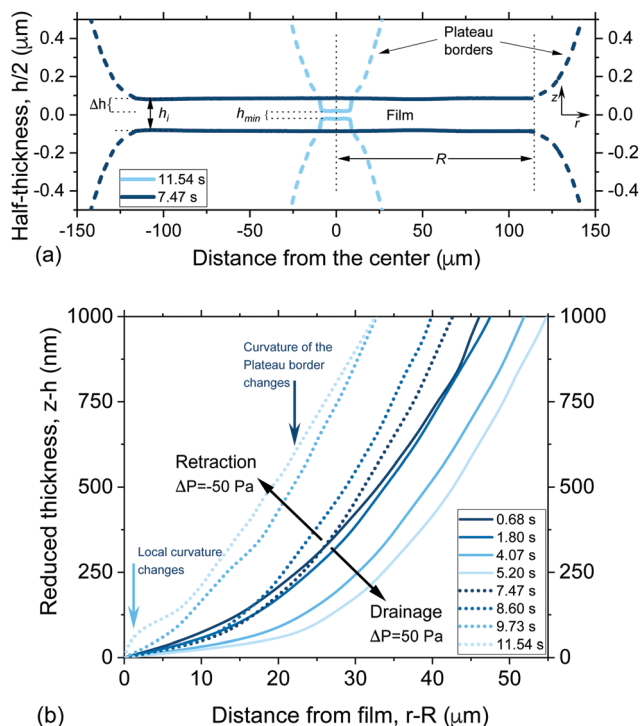 0.4
0.2
0.0
-0.2
-0.4
Half-thickness, h/2 (μm)
Plateau
borders
Δh
h_i
h_min
Film
z
r
R
11.54 s
7.47 s
0.4
0.2
0.0
-0.2
-0.4
-150 -100 -50 0 50 100 150
(a)
Distance from the center (μm)
1000
750
500
250
0
Reduced thickness, z-h (nm)
Curvature of the
Plateau border
changes
Retraction
ΔP=-50 Pa
Local curvature
changes
Drainage
ΔP=50 Pa
0.68 s
1.80 s
4.07 s
5.20 s
7.47 s
8.60 s
9.73 s
11.54 s
1000
750
500
250
0
0 10 20 30 40 50
(b)
Distance from film, r-R (μm)